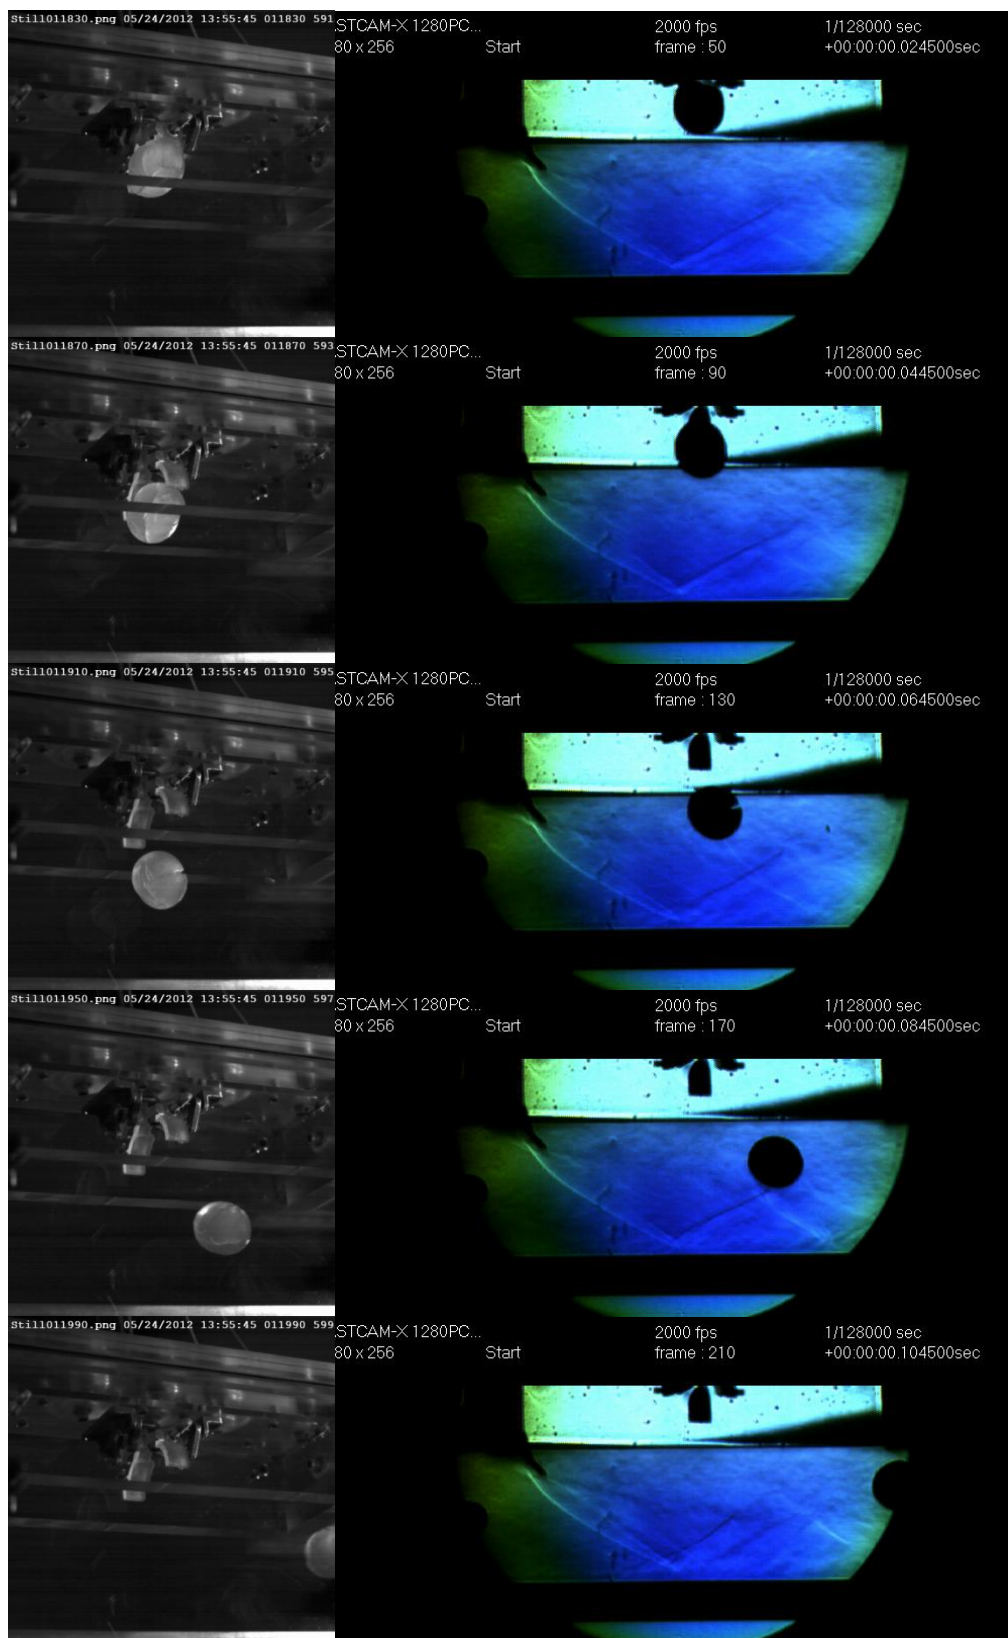 Still011830.png 05/24/2012 13:55:45 011830 591
.STCAM-X 1280PC... 2000 fps 1/128000 sec
80 x 256 Start frame : 50 +00:00:00.024500sec
Still011870.png 05/24/2012 13:55:45 011870 593
.STCAM-X 1280PC... 2000 fps 1/128000 sec
80 x 256 Start frame : 90 +00:00:00.044500sec
Still011910.png 05/24/2012 13:55:45 011910 595
.STCAM-X 1280PC... 2000 fps 1/128000 sec
80 x 256 Start frame : 130 +00:00:00.064500sec
Still011950.png 05/24/2012 13:55:45 011950 597
.STCAM-X 1280PC... 2000 fps 1/128000 sec
80 x 256 Start frame : 170 +00:00:00.084500sec
Still011990.png 05/24/2012 13:55:45 011990 599
.STCAM-X 1280PC... 2000 fps 1/128000 sec
80 x 256 Start frame : 210 +00:00:00.104500sec